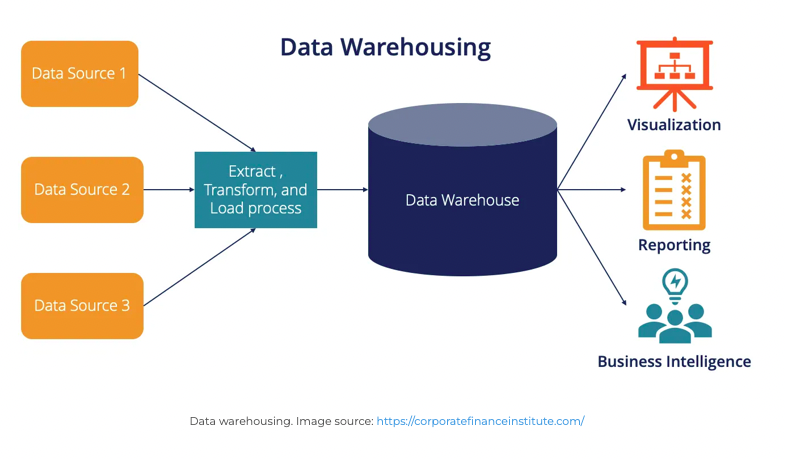 Data Warehousing
Data Source 1
Data Source 2
Data Source 3
Extract ,
Transform, and
Load process
Data Warehouse
Visualization
Reporting
Business Intelligence
Data warehousing. Image source: https://corporatefinanceinstitute.com/